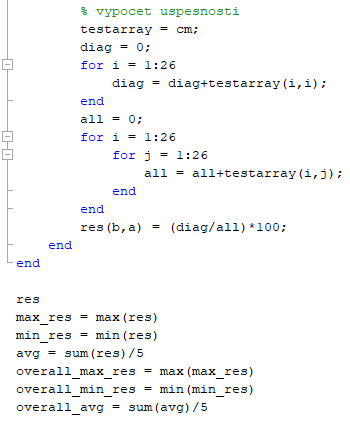 % vypocet uspesnosti
testarray = cm;
diag = 0;
for i = 1:26
diag = diag+testarray(i,i);
end
all = 0;
for i = 1:26
for j = 1:26
all = all+testarray(i,j);
end
end
res(b,a) = (diag/all)*100;
end
end
res
max_res = max(res)
min_res = min(res)
avg = sum(res)/5
overall_max_res = max(max_res)
overall_min_res = min(min_res)
overall_avg = sum(avg)/5